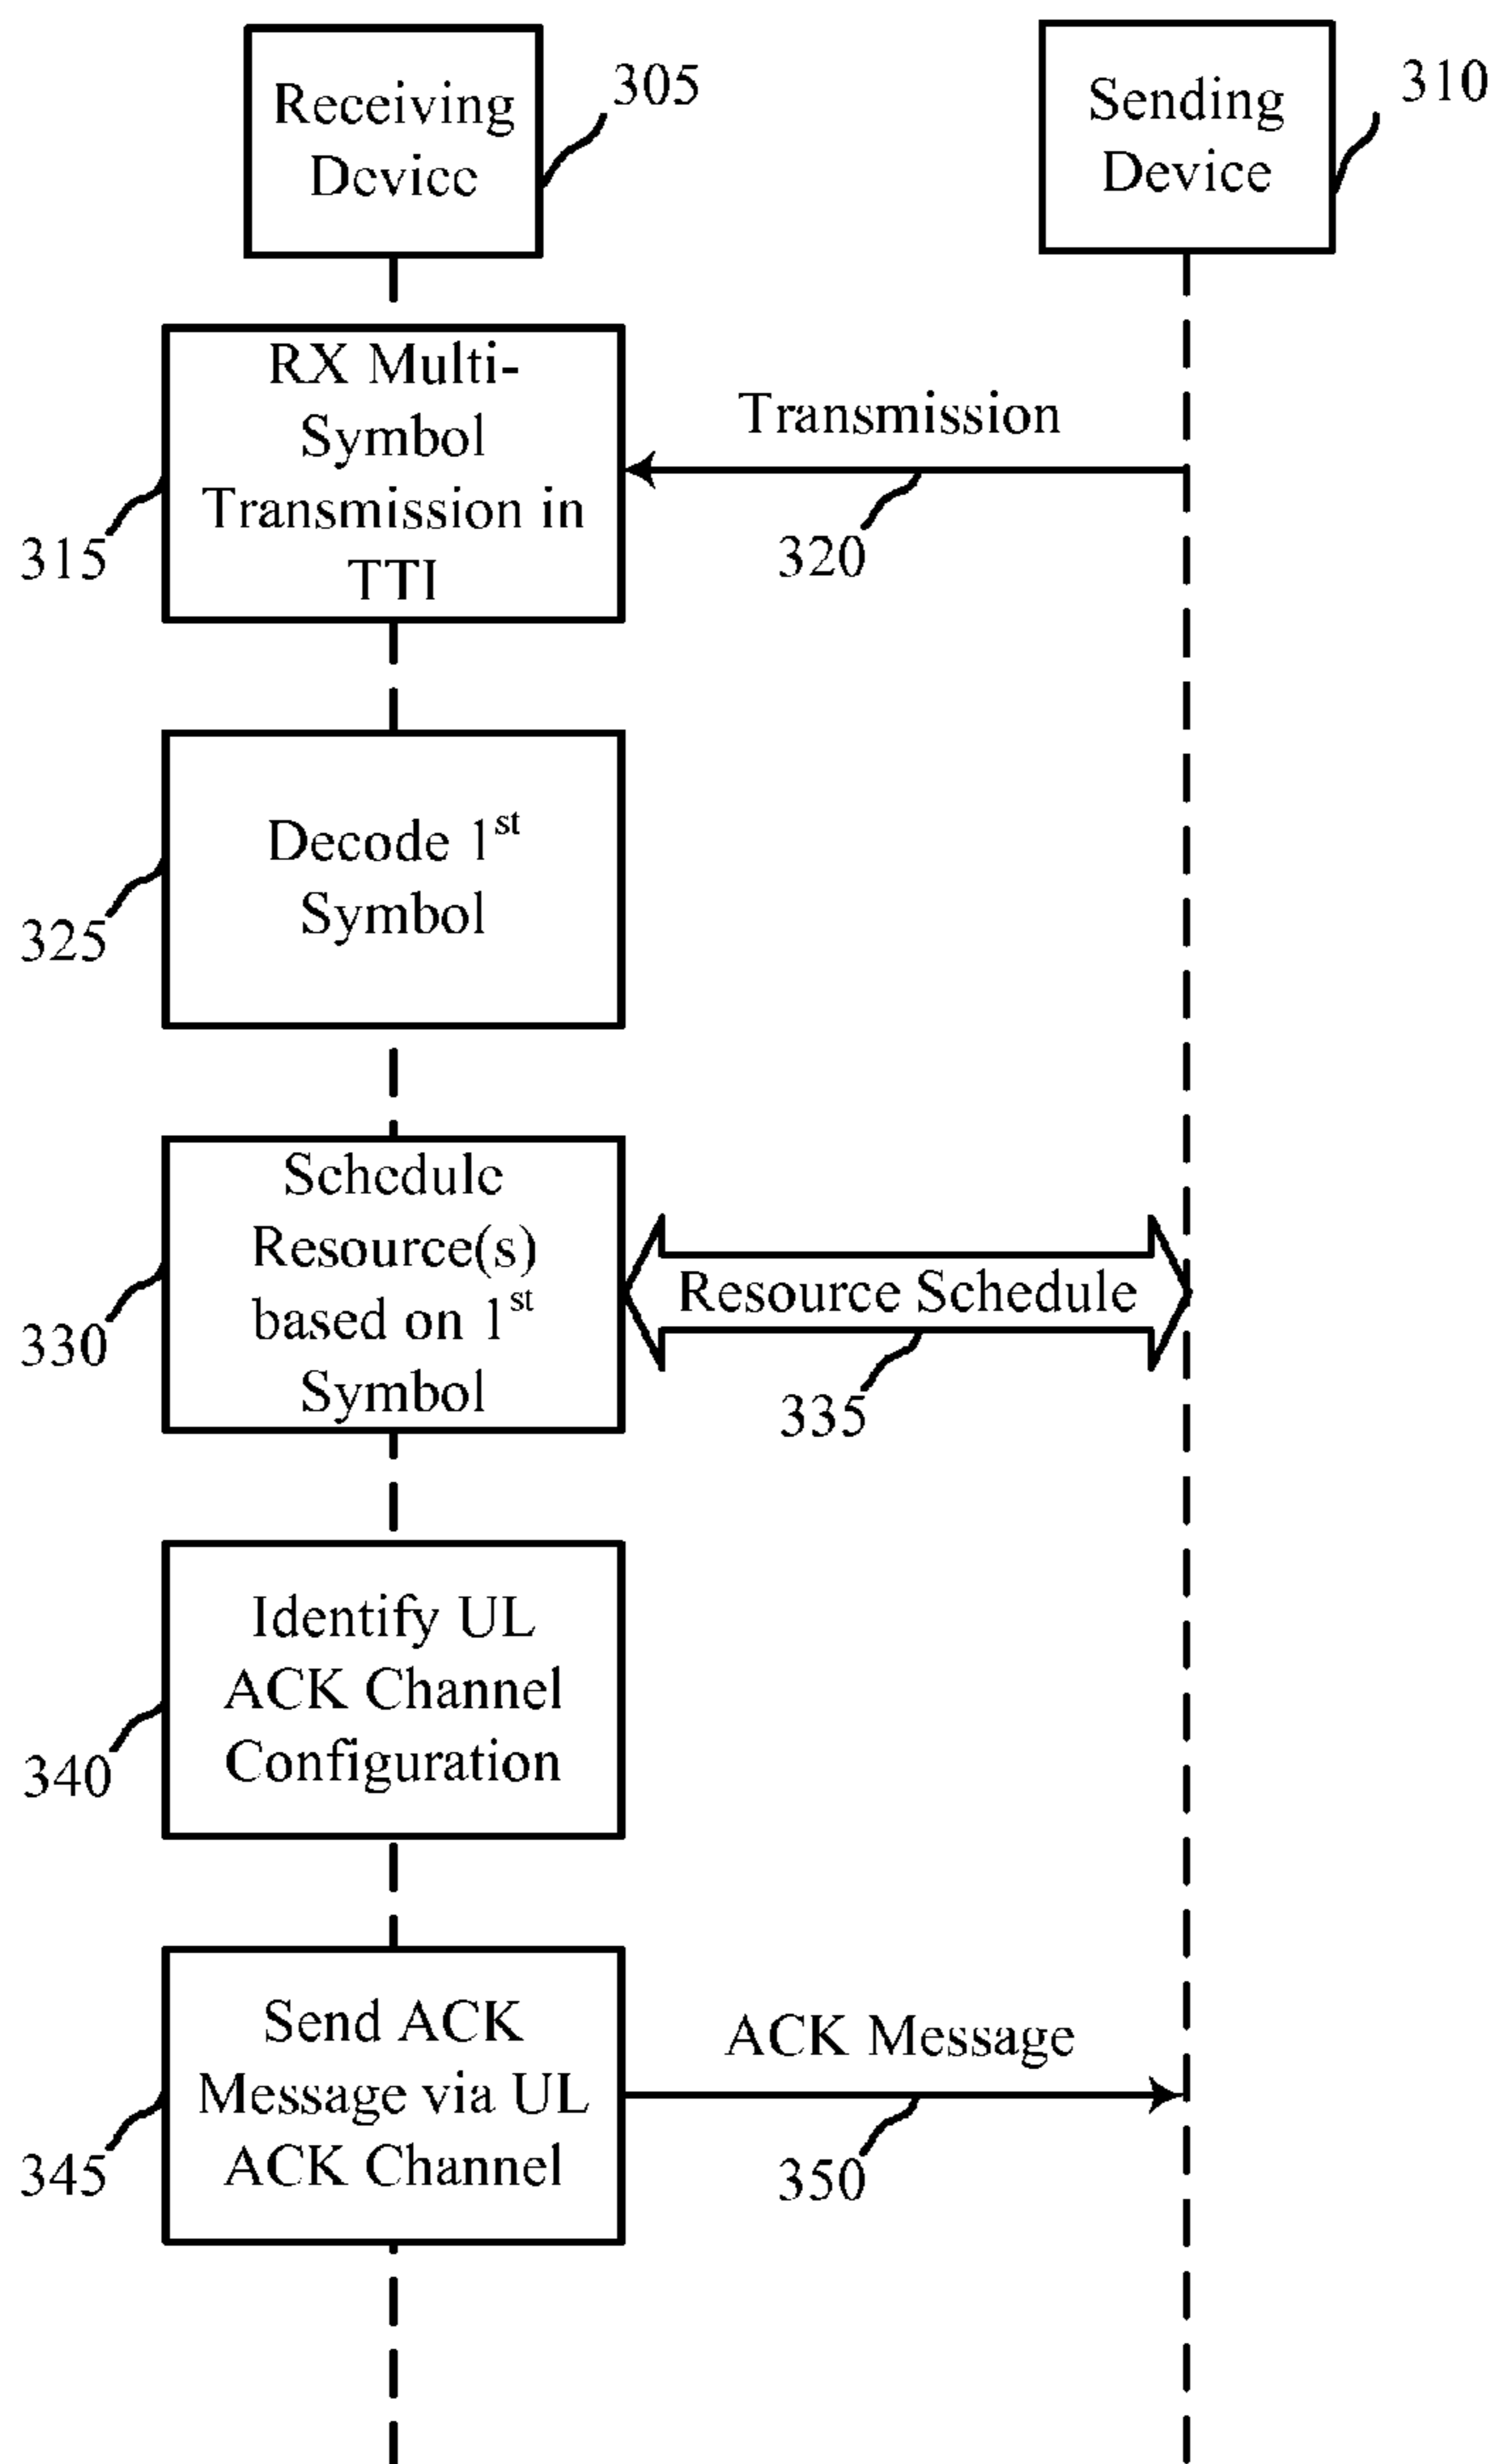 Receiving
Device
305
Sending
Device
310
RX Multi-
Symbol
Transmission in
TTI
315
Transmission
320
Decode 1st
Symbol
325
Schedule
Resource(s)
based on 1st
Symbol
330
Resource Schedule
335
Identify UL
ACK Channel
Configuration
340
Send ACK
Message via UL
ACK Channel
345
ACK Message
350